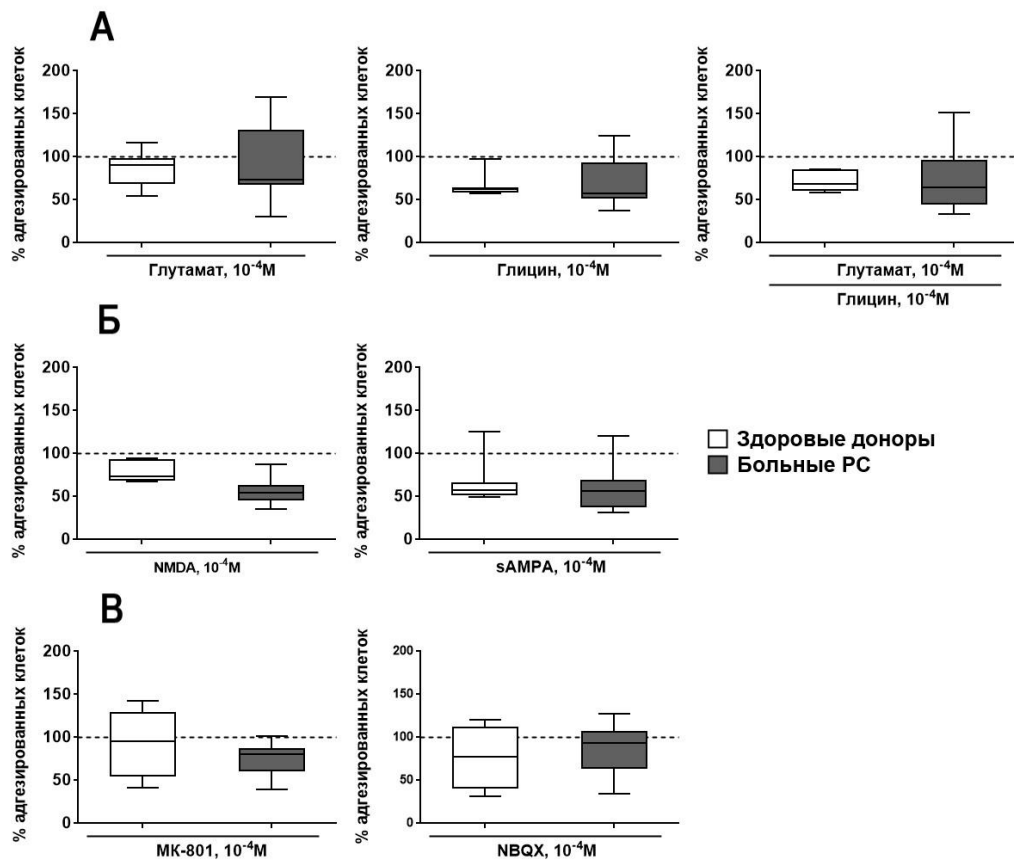 А
% адгезированных клеток
200
150
100
50
0
Глутамат, 10⁻⁴М
% адгезированных клеток
200
150
100
50
0
Глицин, 10⁻⁴М
% адгезированных клеток
200
150
100
50
0
Глутамат, 10⁻⁴М
Глицин, 10⁻⁴М
Б
% адгезированных клеток
200
150
100
50
0
NMDA, 10⁻⁴М
% адгезированных клеток
200
150
100
50
0
sAMPA, 10⁻⁴М
Здоровые доноры
Больные РС
В
% адгезированных клеток
200
150
100
50
0
МК-801, 10⁻⁴М
% адгезированных клеток
200
150
100
50
0
NBQX, 10⁻⁴М